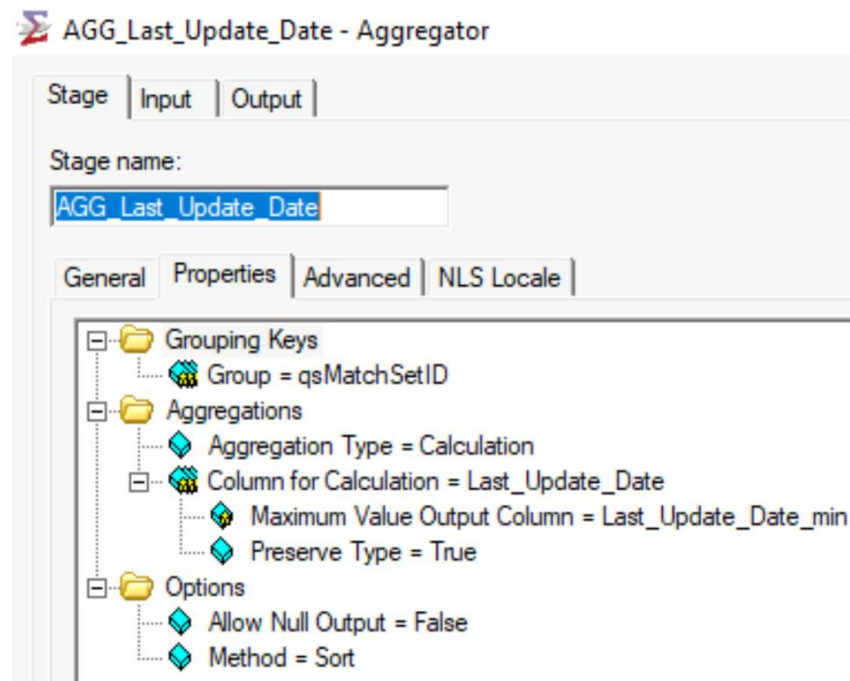 AGG_Last_Update_Date - Aggregator
Stage Input Output
Stage name:
AGG_Last_Update_Date
General Properties Advanced NLS Locale
Grouping Keys
Group = qsMatchSetID
Aggregations
Aggregation Type = Calculation
Column for Calculation = Last_Update_Date
Maximum Value Output Column = Last_Update_Date_min
Preserve Type = True
Options
Allow Null Output = False
Method = Sort